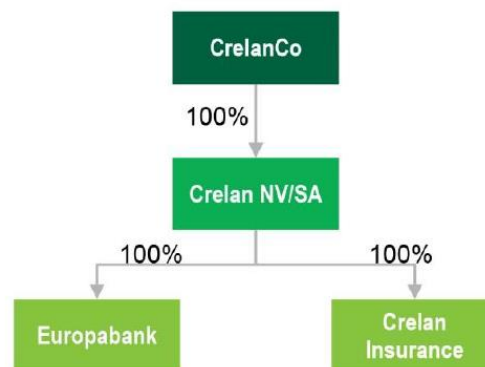 CrelanCo
100%
Crelan NV/SA
100%
100%
Europabank
Crelan
Insurance